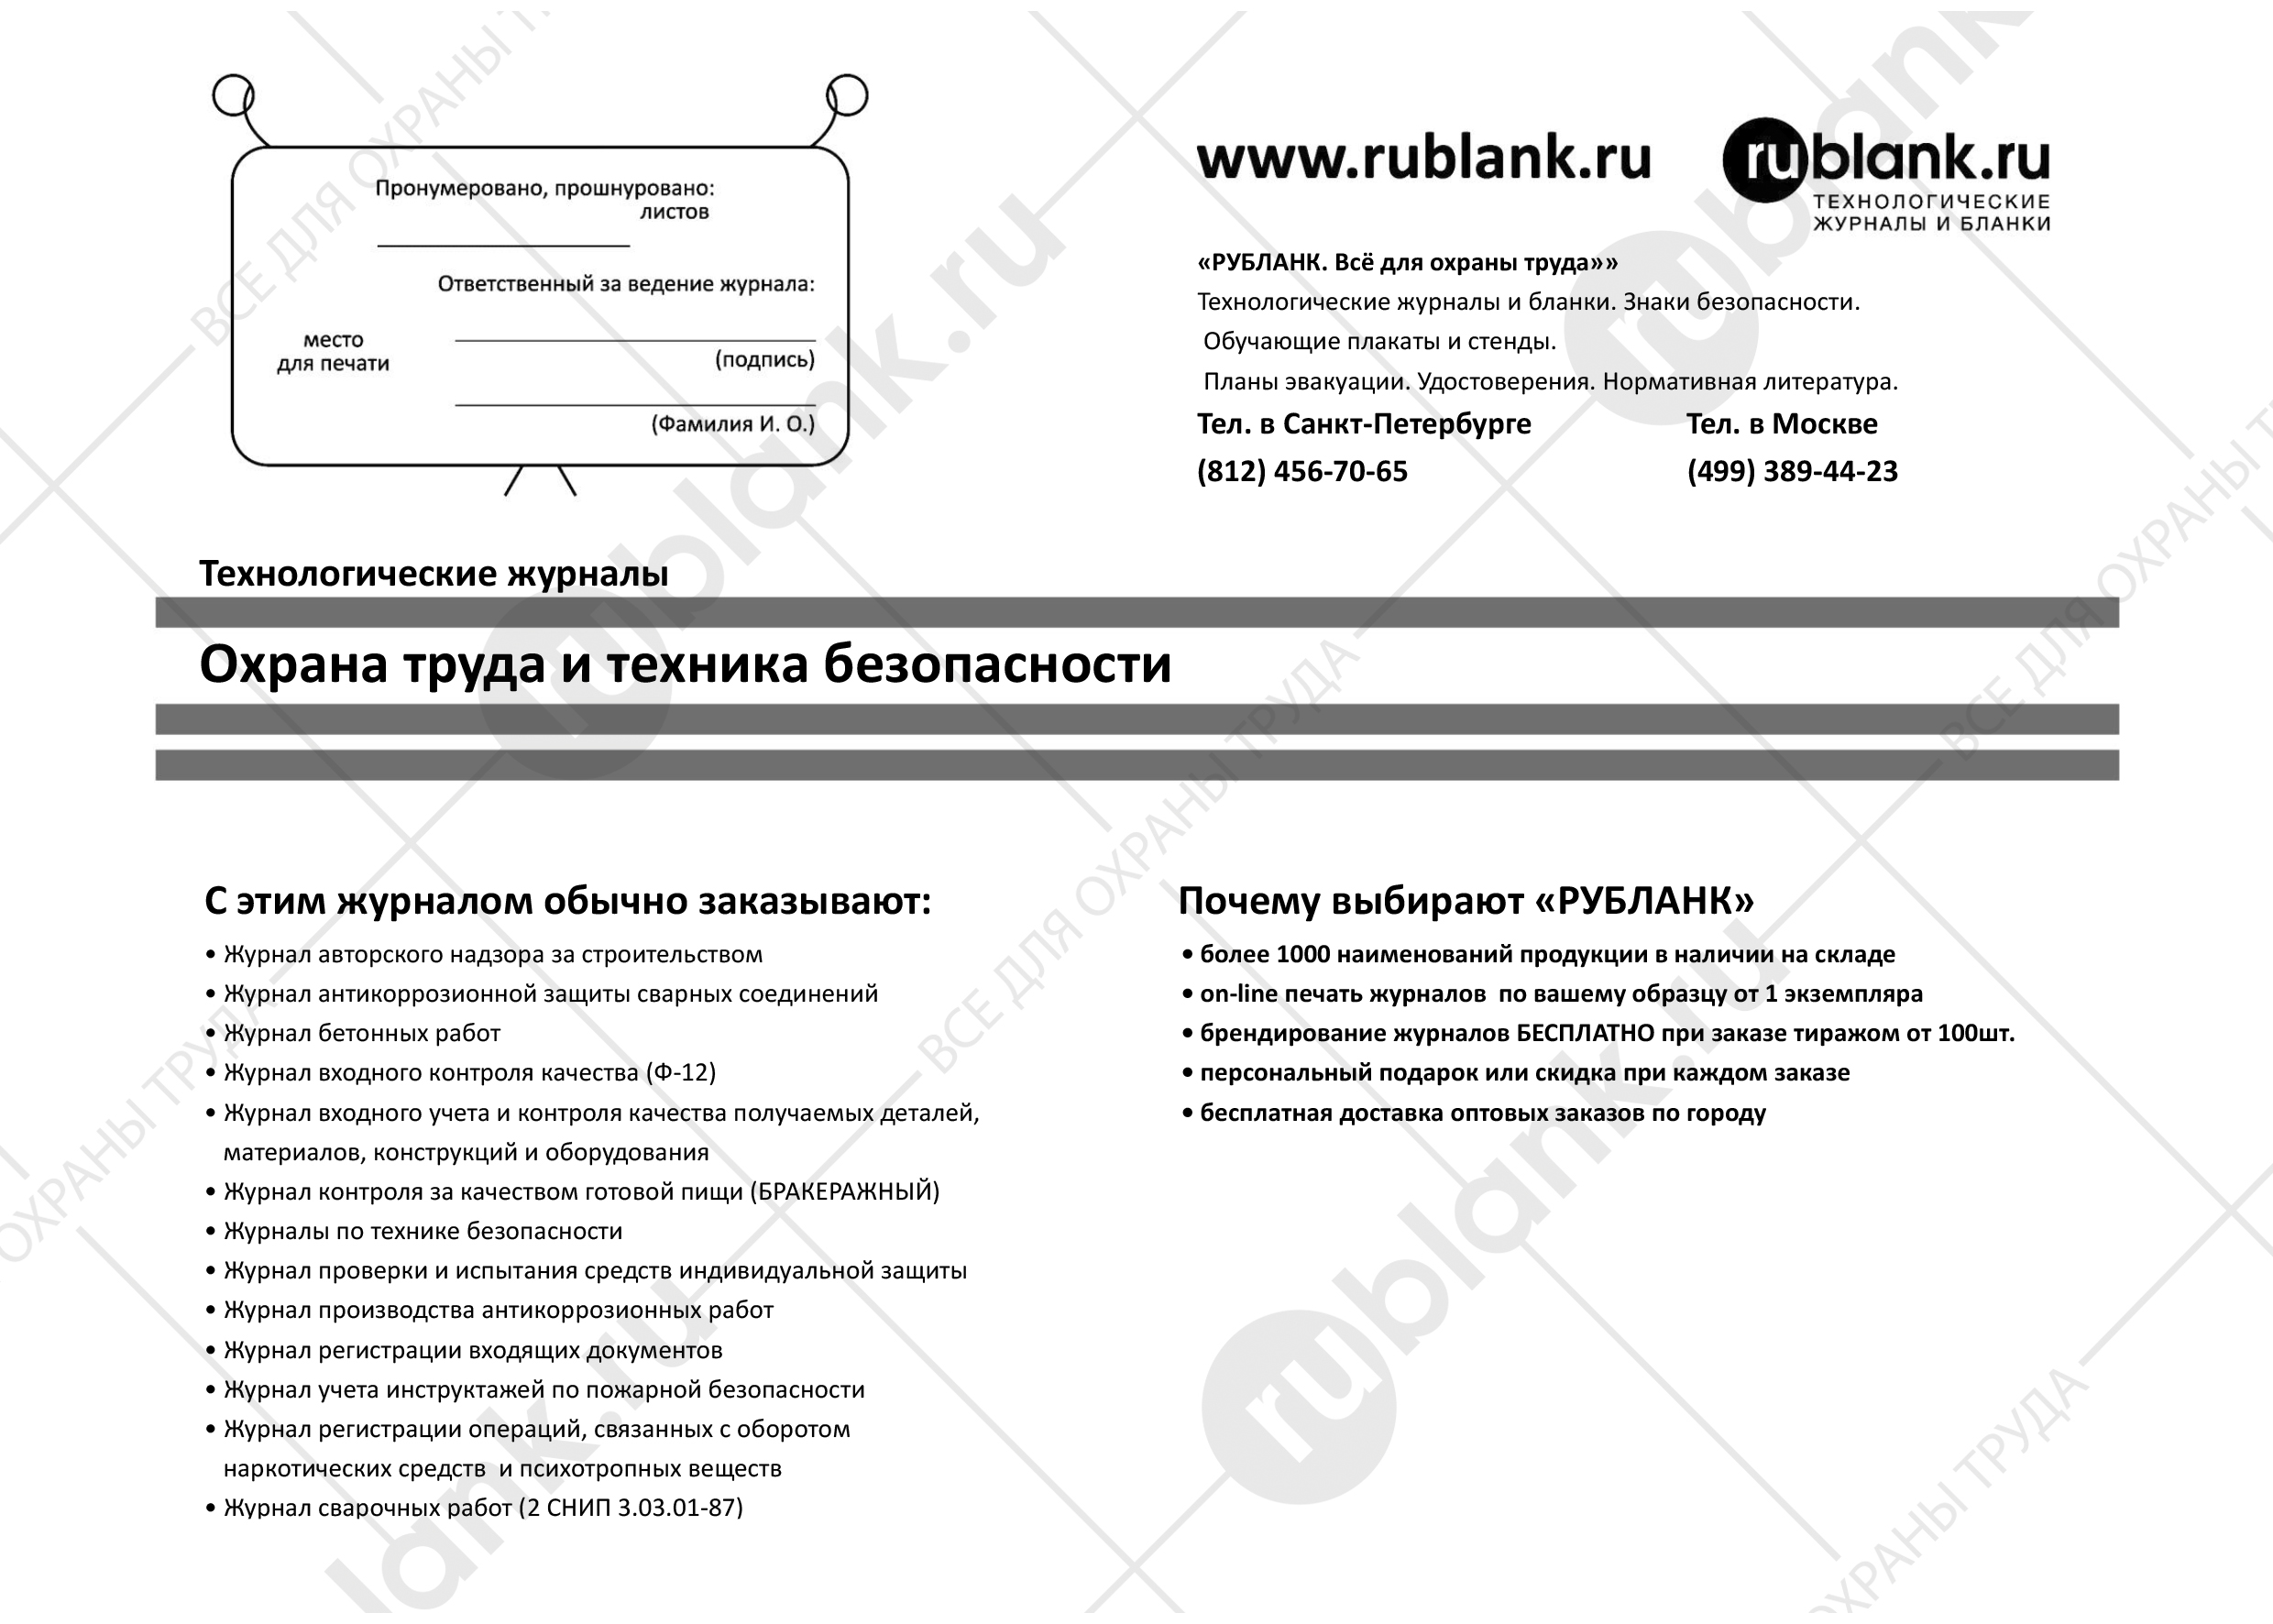 Пронумеровано, прошнуровано:
листов
Ответственный за ведение журнала:
место
для печати
(подпись)
(Фамилия И. О.)
www.rublank.ru
rublank.ru
ТЕХНОЛОГИЧЕСКИЕ
ЖУРНАЛЫ И БЛАНКИ
«РУБЛАНК. Всё для охраны труда»»
Технологические журналы и бланки. Знаки безопасности.
Обучающие плакаты и стенды.
Планы эвакуации. Удостоверения. Нормативная литература.
Тел. в Санкт-Петербурге Тел. в Москве
(812) 456-70-65 (499) 389-44-23
Технологические журналы
Охрана труда и техника безопасности
С этим журналом обычно заказывают:
• Журнал авторского надзора за строительством
• Журнал антикоррозионной защиты сварных соединений
• Журнал бетонных работ
• Журнал входного контроля качества (Ф-12)
• Журнал входного учета и контроля качества получаемых деталей,
материалов, конструкций и оборудования
• Журнал контроля за качеством готовой пищи (БРАКЕРАЖНЫЙ)
• Журналы по технике безопасности
• Журнал проверки и испытания средств индивидуальной защиты
• Журнал производства антикоррозионных работ
• Журнал регистрации входящих документов
• Журнал учета инструктажей по пожарной безопасности
• Журнал регистрации операций, связанных с оборотом
наркотических средств и психотропных веществ
• Журнал сварочных работ (2 СНИП 3.03.01-87)
Почему выбирают «РУБЛАНК»
• более 1000 наименований продукции в наличии на складе
• on-line печать журналов по вашему образцу от 1 экземпляра
• брендирование журналов БЕСПЛАТНО при заказе тиражом от 100шт.
• персональный подарок или скидка при каждом заказе
• бесплатная доставка оптовых заказов по городу
rublank.ru
ВСЕ ДЛЯ ОХРАНЫ ТРУДА